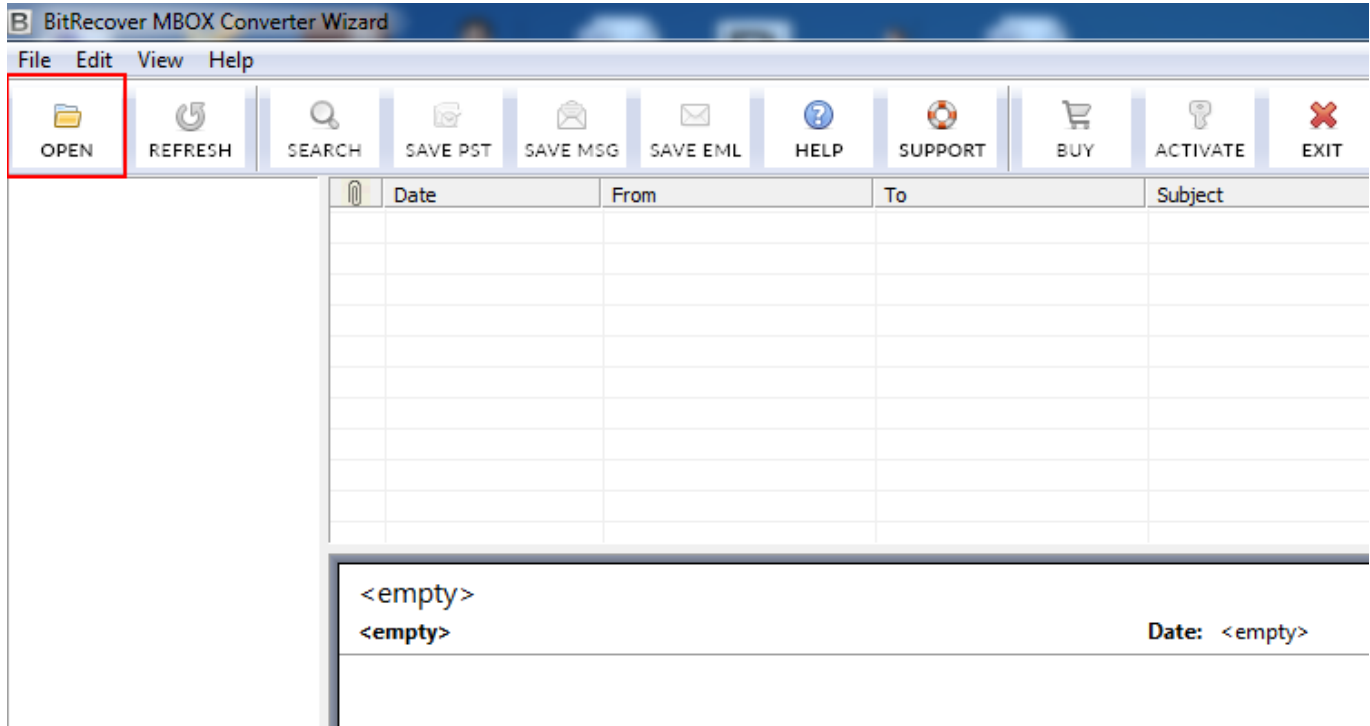 B BitRecover MBOX Converter Wizard
File Edit View Help
OPEN REFRESH SEARCH SAVE PST SAVE MSG SAVE EML HELP SUPPORT BUY ACTIVATE EXIT
Date From To Subject
<empty>
<empty> Date: <empty>